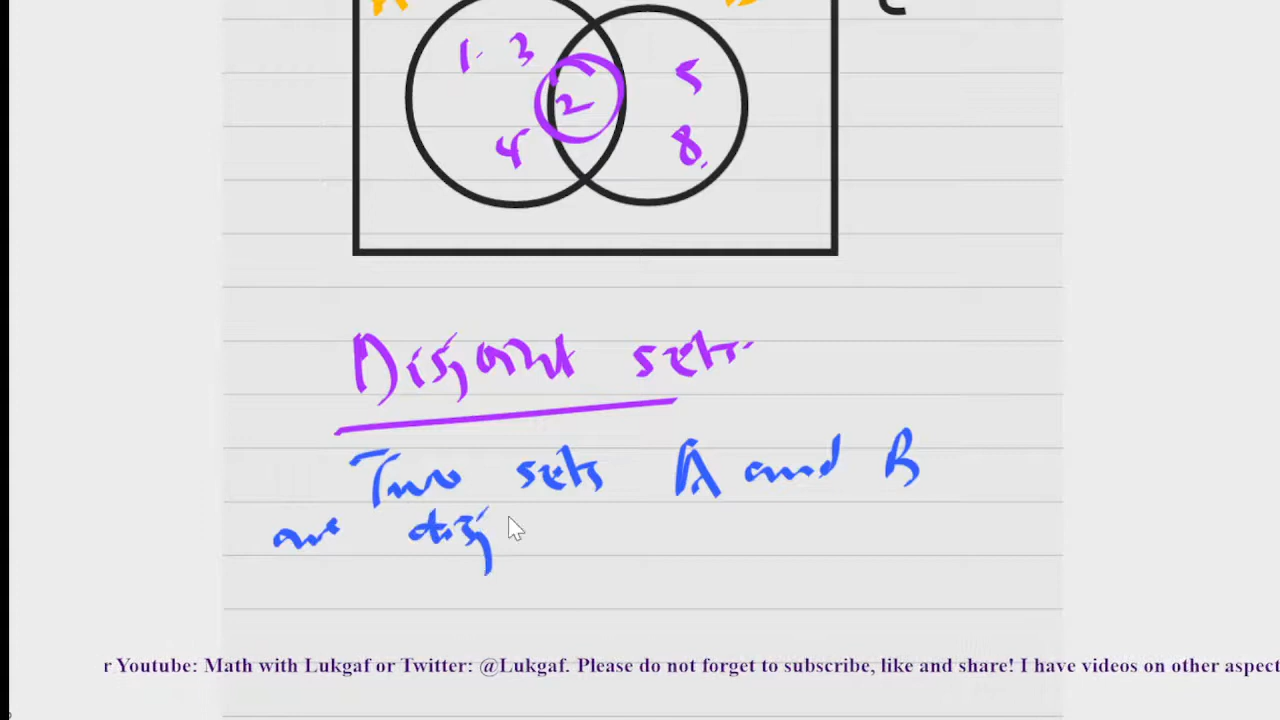 A B
1 3 5
2
4 8
Disjoint sets
Two sets A and B
are disj
r Youtube: Math with Lukgaf or Twitter: @Lukgaf. Please do not forget to subscribe, like and share! I have videos on other aspect